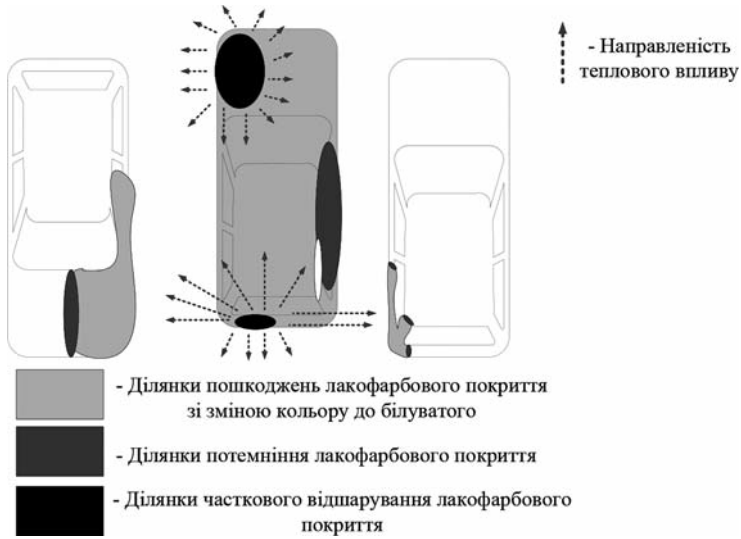 - Направленість
теплового впливу
- Ділянки пошкоджень лакофарбового покриття
зі зміною кольору до білуватого
- Ділянки потемніння лакофарбового покриття
- Ділянки часткового відшарування лакофарбового
покриття